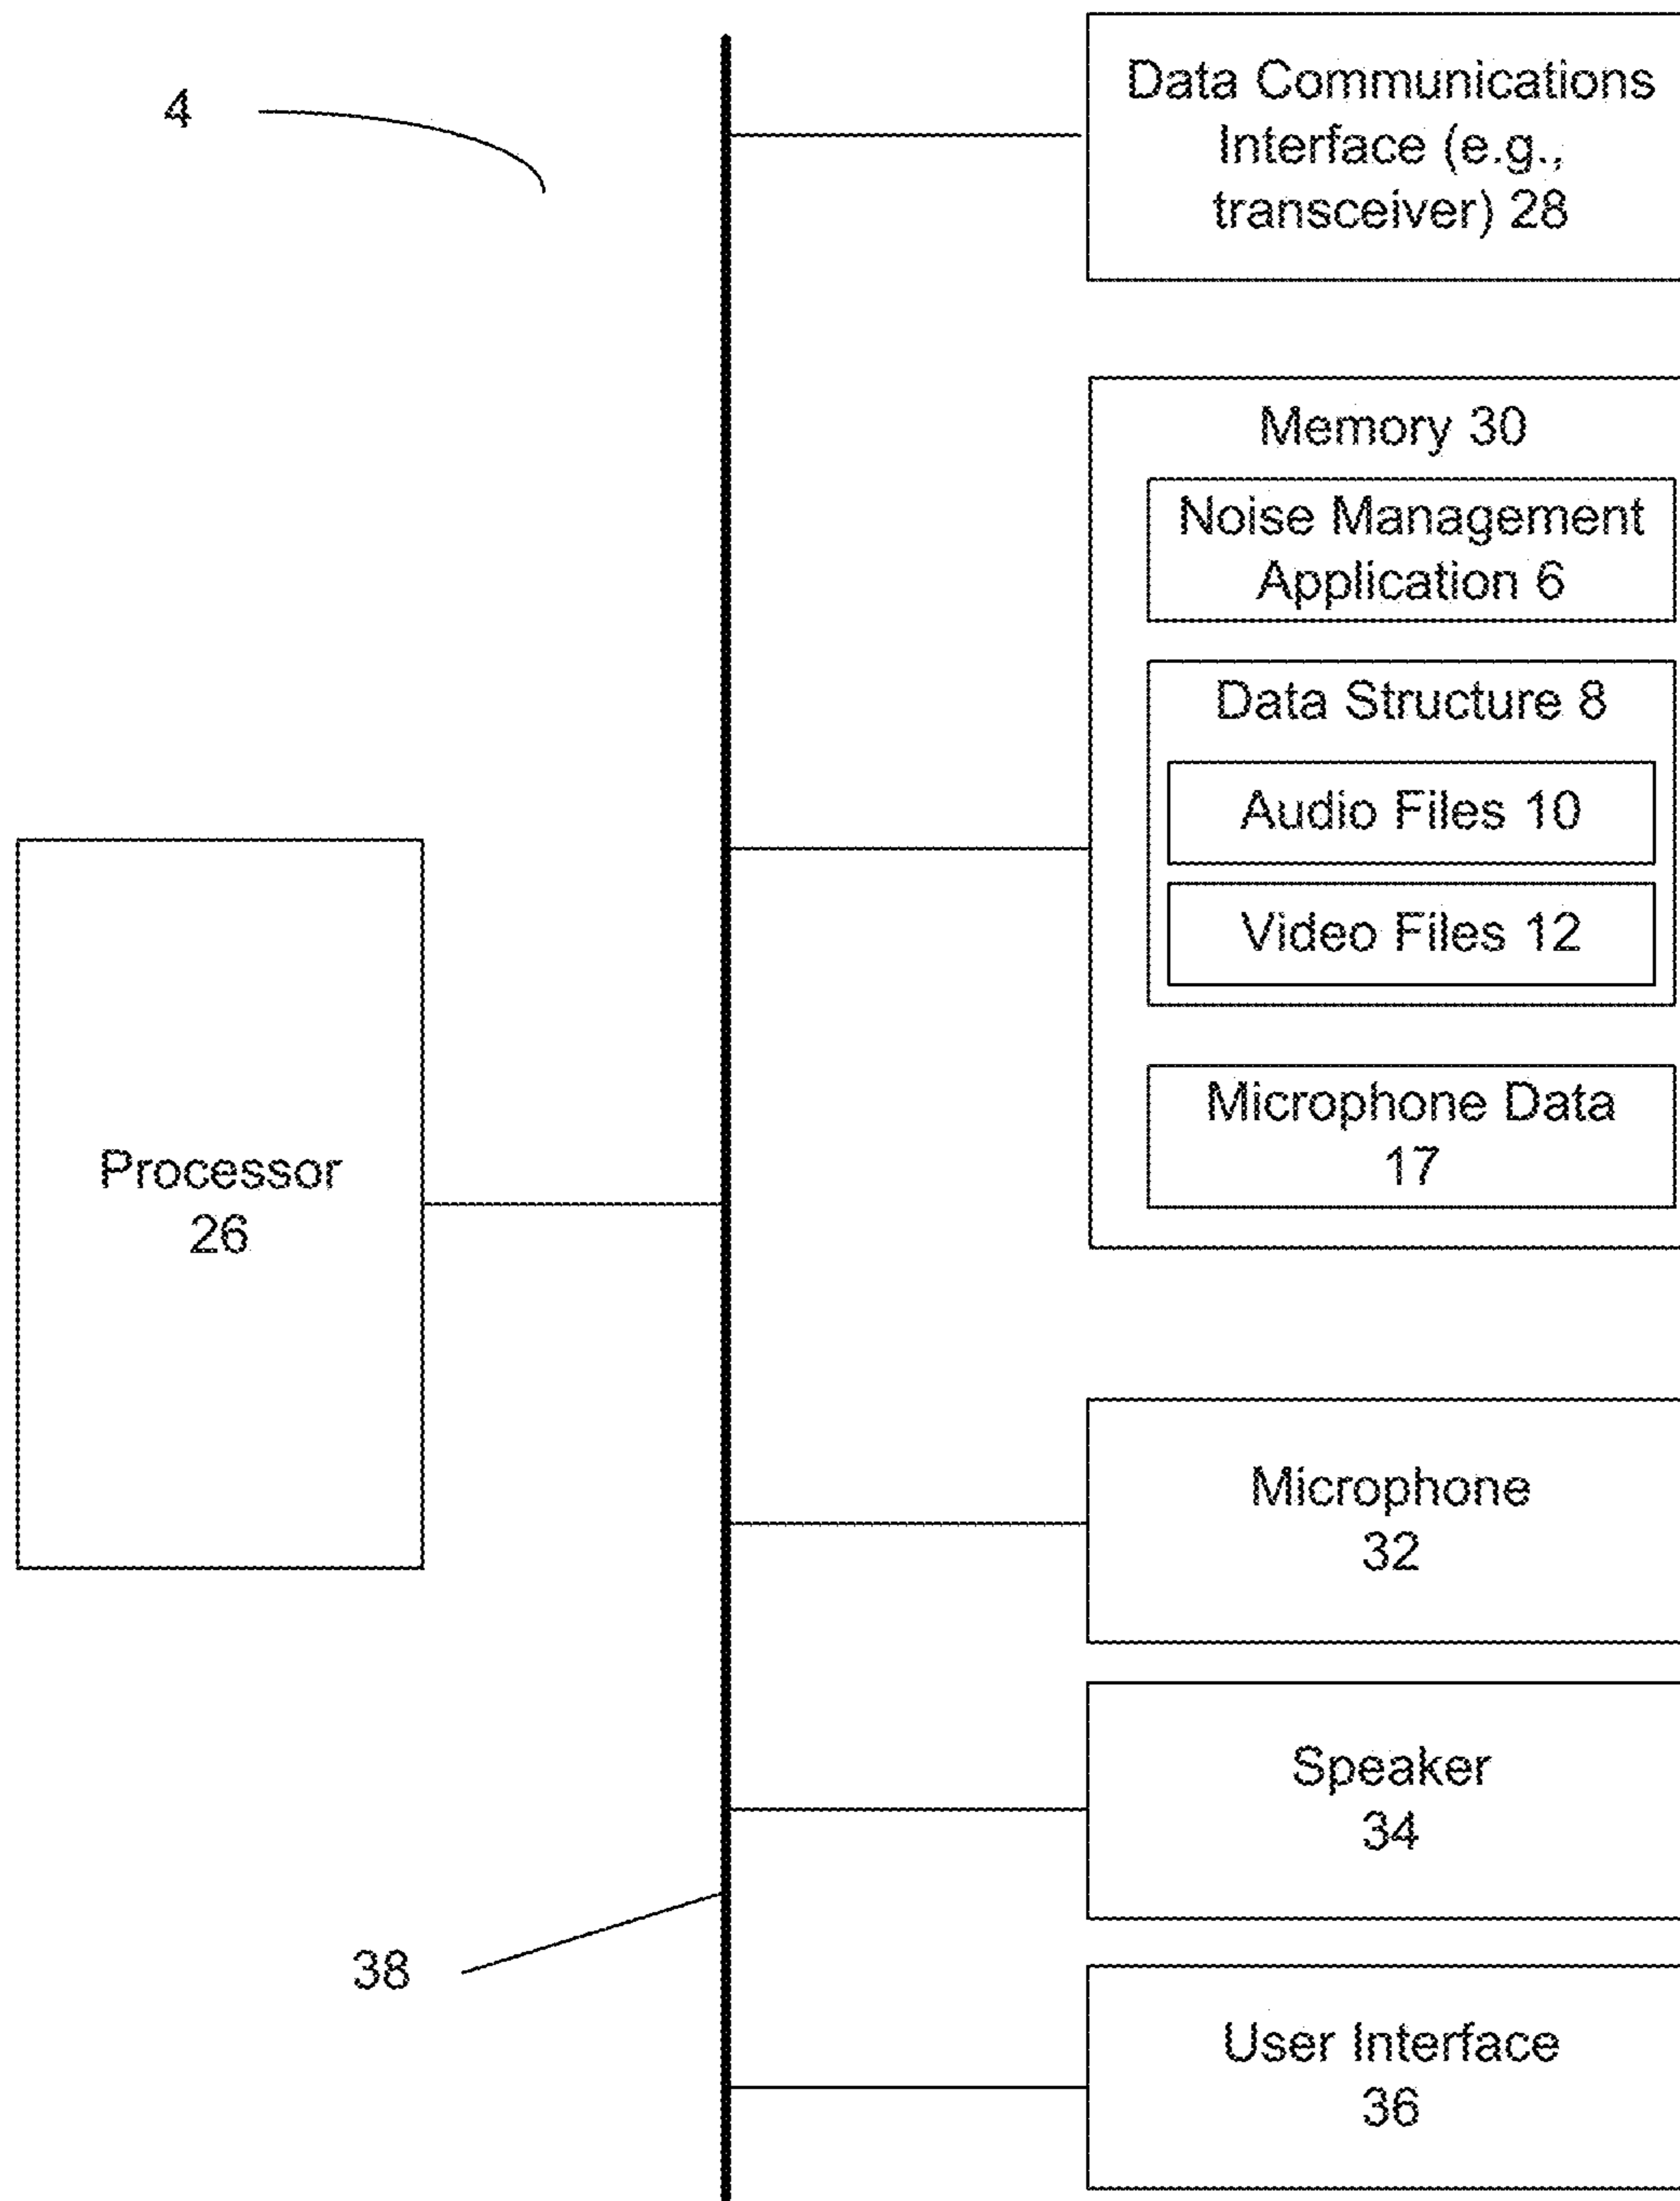 4
Data Communications
Interface (e.g.,
transceiver) 28
Memory 30
Noise Management
Application 6
Data Structure 8
Audio Files 10
Video Files 12
Microphone Data
17
Processor
26
Microphone
32
Speaker
34
38
User Interface
36